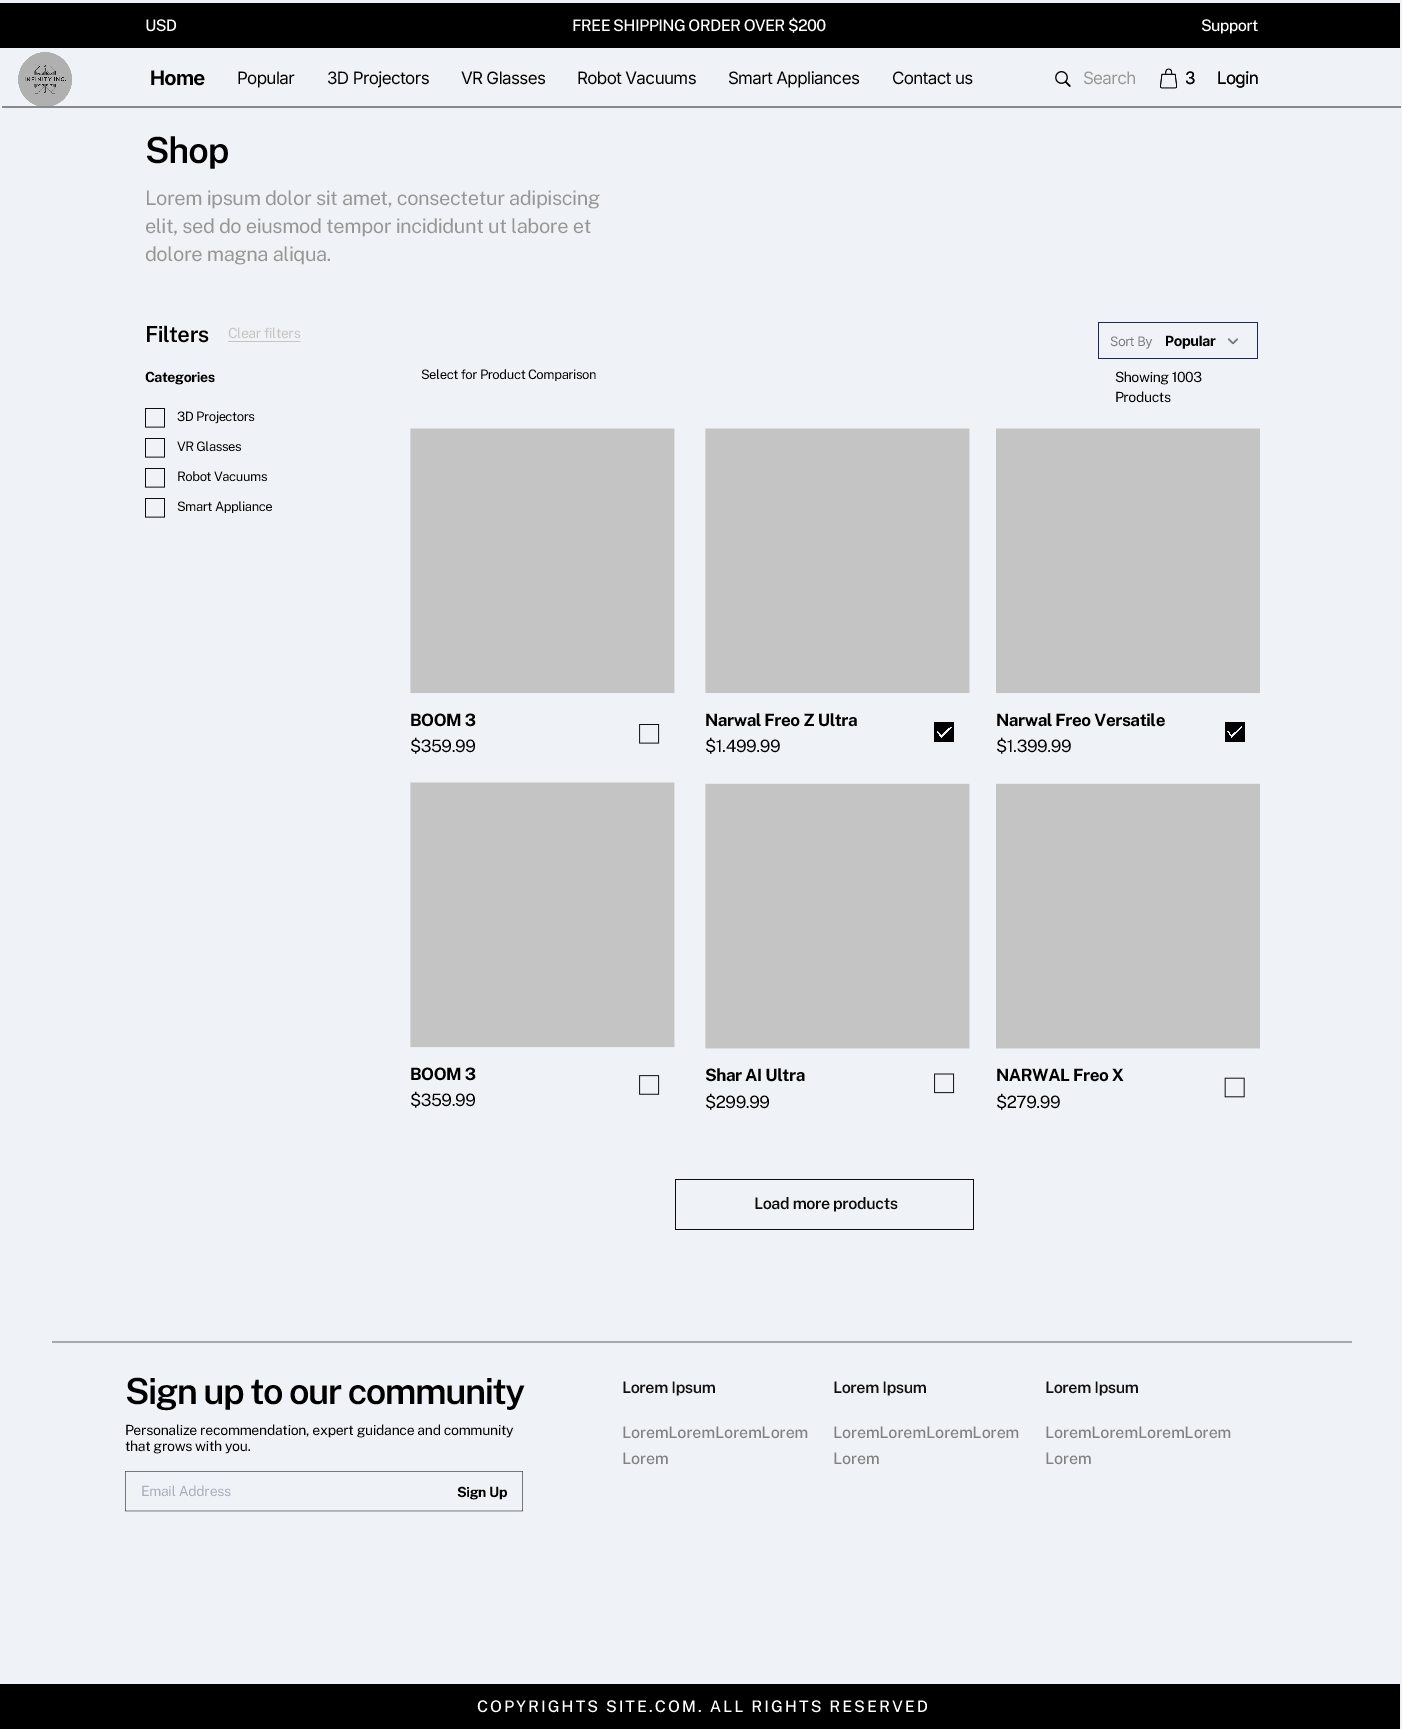 USD
FREE SHIPPING ORDER OVER $200
Support
INFINITY INC.
Home
Popular
3D Projectors
VR Glasses
Robot Vacuums
Smart Appliances
Contact us
Search
3
Login
Shop
Lorem ipsum dolor sit amet, consectetur adipiscing
elit, sed do eiusmod tempor incididunt ut labore et
dolore magna aliqua.
Filters
Clear filters
Sort By Popular
Categories
Select for Product Comparison
Showing 1003
Products
3D Projectors
VR Glasses
Robot Vacuums
Smart Appliance
BOOM 3
$359.99
Narwal Freo Z Ultra
$1.499.99
Narwal Freo Versatile
$1.399.99
BOOM 3
$359.99
Shar AI Ultra
$299.99
NARWAL Freo X
$279.99
Load more products
Sign up to our community
Personalize recommendation, expert guidance and community
that grows with you.
Email Address
Sign Up
Lorem Ipsum
LoremLoremLoremLorem
Lorem
Lorem Ipsum
LoremLoremLoremLorem
Lorem
Lorem Ipsum
LoremLoremLoremLorem
Lorem
COPYRIGHTS SITE.COM. ALL RIGHTS RESERVED